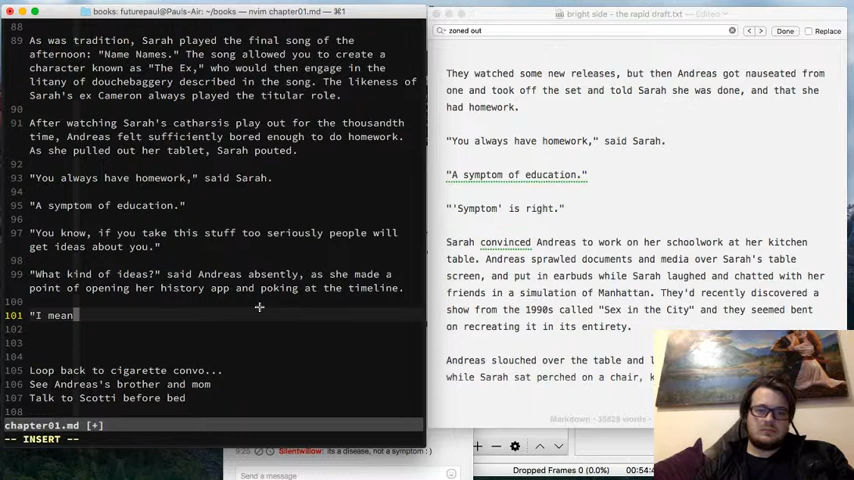 books: futurepaul@Pauls-Air: ~/books — nvim chapter01.md — ⌘1
88
89 As was tradition, Sarah played the final song of the
afternoon: "Name Names." The song allowed you to create a
character known as "The Ex," who would then engage in the
litany of douchebaggery described in the song. The likeness of
Sarah's ex Cameron always played the titular role.
90
91 After watching Sarah's catharsis play out for the thousandth
time, Andreas felt sufficiently bored enough to do homework.
As she pulled out her tablet, Sarah pouted.
92
93 "You always have homework," said Sarah.
94
95 "A symptom of education."
96
97 "You know, if you take this stuff too seriously people will
get ideas about you."
98
99 "What kind of ideas?" said Andreas absently, as she made a
point of opening her history app and poking at the timeline.
100
101 "I mean
102
103
104
105 Loop back to cigarette convo...
106 See Andreas's brother and mom
107 Talk to Scotti before bed
108
chapter01.md [+]
-- INSERT --
bright side - the rapid draft.txt — Edited
zoned out
Done
Replace
They watched some new releases, but then Andreas got nauseated from
one and took off the set and told Sarah she was done, and that she
had homework.
"You always have homework," said Sarah.
"A symptom of education."
"'Symptom' is right."
Sarah convinced Andreas to work on her schoolwork at her kitchen
table. Andreas sprawled documents and media over Sarah's table
screen, and put in earbuds while Sarah laughed and chatted with her
friends in a simulation of Manhattan. They'd recently discovered a
show from the 1990s called "Sex in the City" and they seemed bent
on recreating it in its entirety.
Andreas slouched over the table and
while Sarah sat perched on a chair,
Markdown — 35829 words
9:25 Silentwillow: its a disease, not a symptom :)
Send a message
Dropped Frames 0 (0.0%)
00:54:4